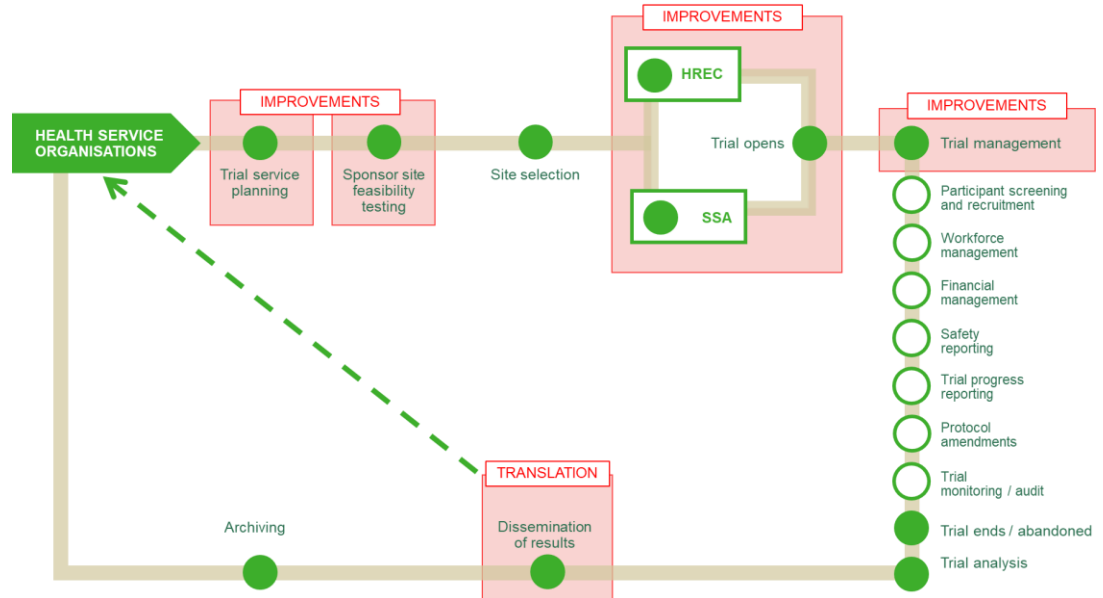 IMPROVEMENTS
HREC
SSA
Trial opens
IMPROVEMENTS
HEALTH SERVICE
ORGANISATIONS
Trial service
planning
Sponsor site
feasibility
testing
Site selection
IMPROVEMENTS
Trial management
Participant screening
and recruitment
Workforce
management
Financial
management
Safety
reporting
Trial progress
reporting
Protocol
amendments
Trial
monitoring / audit
Trial ends / abandoned
Trial analysis
TRANSLATION
Dissemination
of results
Archiving